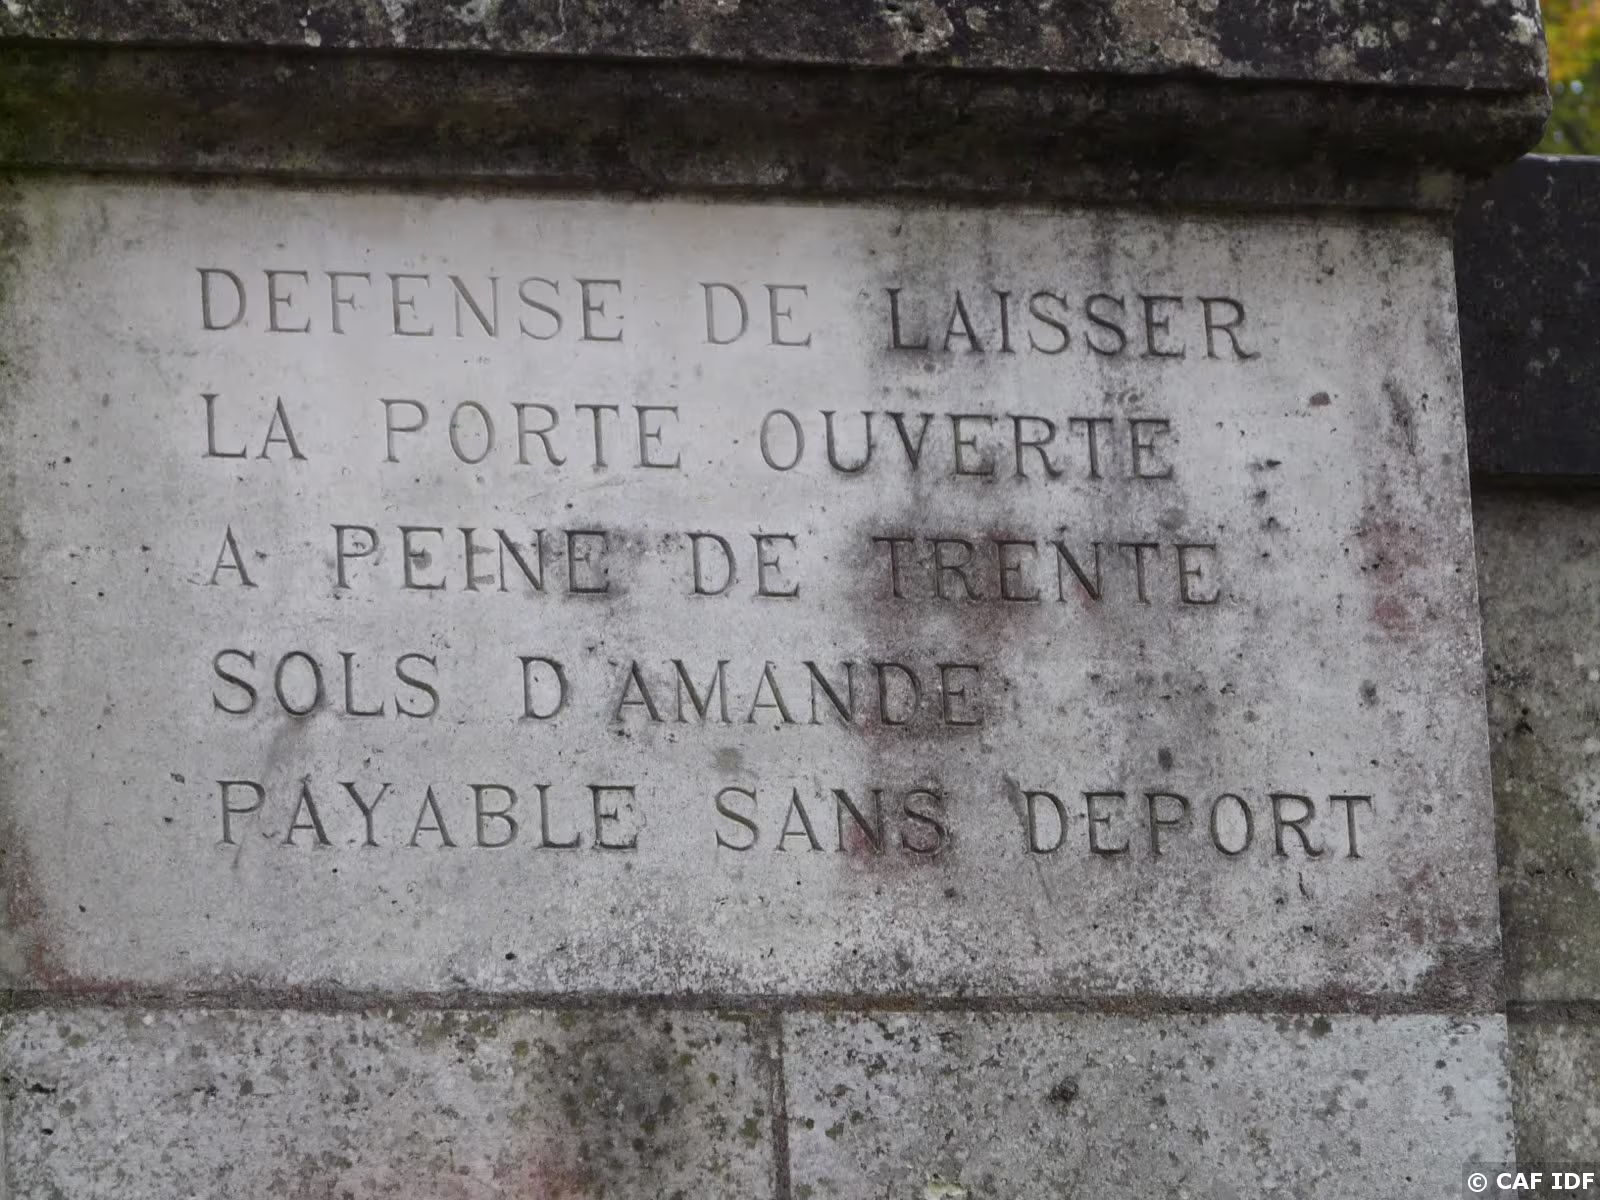 DEFENSE DE LAISSER
LA PORTE OUVERTE
A PEINE DE TRENTE
SOLS D'AMANDE
PAYABLE SANS DEPORT
© CAF IDF